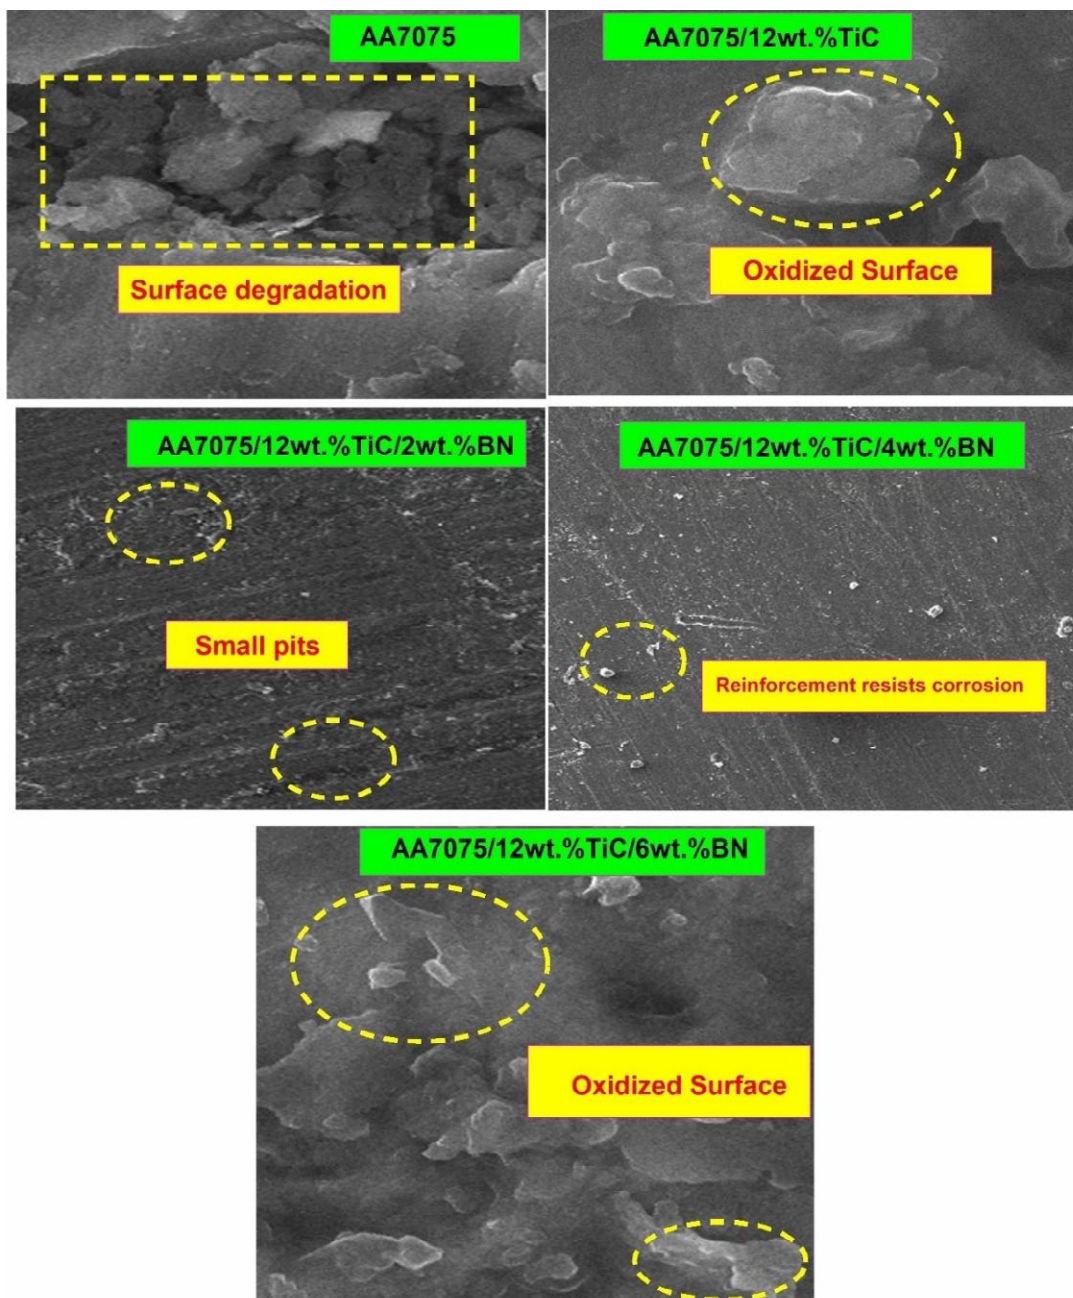 AA7075
Surface degradation
AA7075/12wt.%TiC
Oxidized Surface
AA7075/12wt.%TiC/2wt.%BN
Small pits
AA7075/12wt.%TiC/4wt.%BN
Reinforcement resists corrosion
AA7075/12wt.%TiC/6wt.%BN
Oxidized Surface